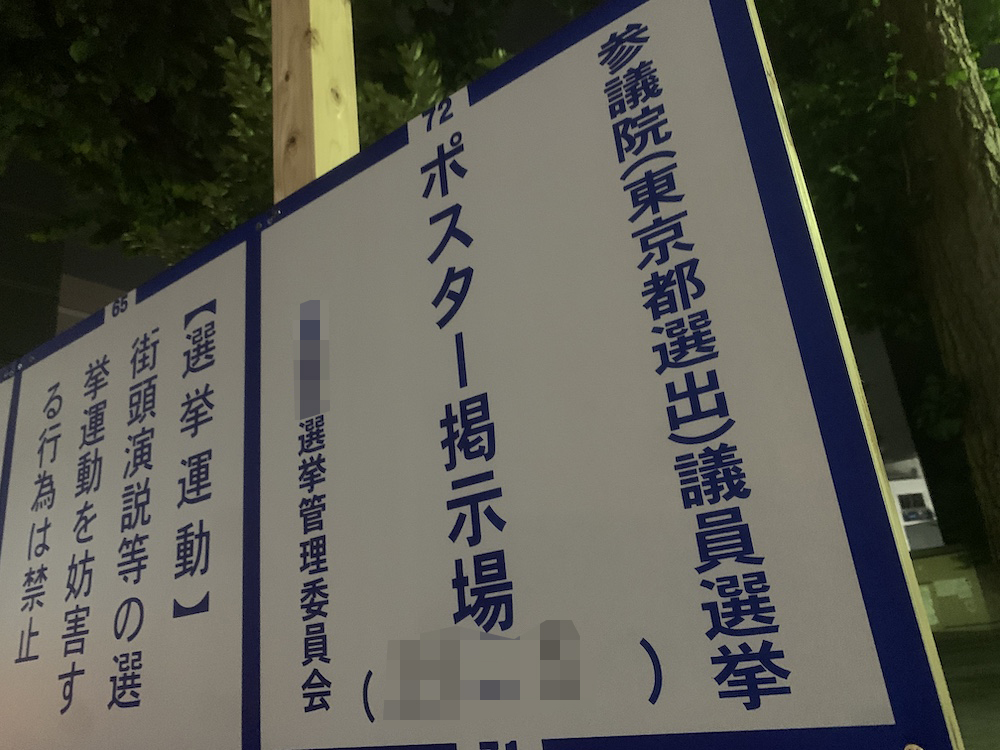 72
参議院(東京都選出)議員選挙
ポスター掲示場
( )
選挙管理委員会
65
【選挙運動】
街頭演説等の選
挙運動を妨害す
る行為は禁止